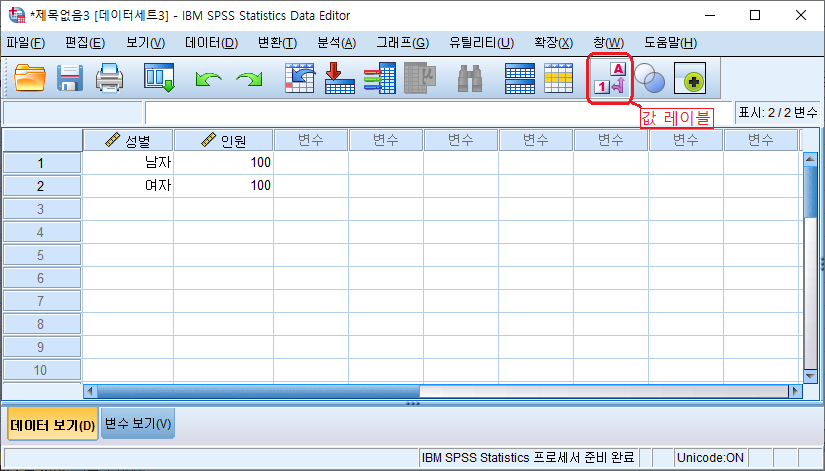 *제목없음3 [데이터세트3] - IBM SPSS Statistics Data Editor
파일(F) 편집(E) 보기(V) 데이터(D) 변환(T) 분석(A) 그래프(G) 유틸리티(U) 확장(X) 창(W) 도움말(H)
A
1
μ
값 레이블
표시: 2 / 2 변수
성별 인원 변수 변수 변수 변수 변수 변수 변수
1 남자 100
2 여자 100
3
4
5
6
7
8
9
10
데이터 보기(D) 변수 보기(V)
IBM SPSS Statistics 프로세서 준비 완료 Unicode:ON